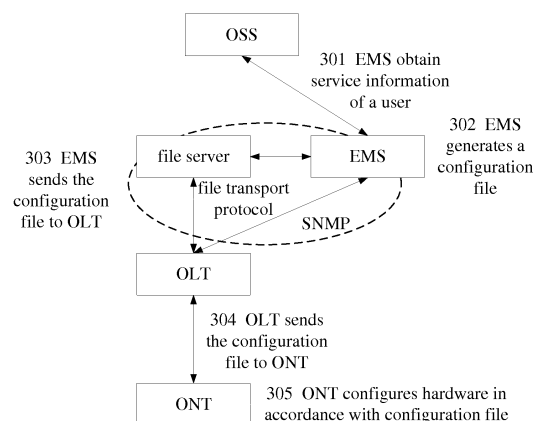 OSS
301 EMS obtain
service information
of a user
302 EMS
generates a
configuration
file
303 EMS
sends the
configuration
file to OLT
file server
EMS
file transport
protocol
SNMP
OLT
304 OLT sends
the configuration
file to ONT
ONT
305 ONT configures hardware in
accordance with configuration file